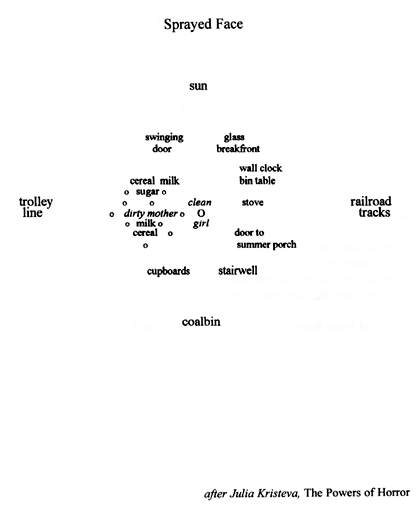 Sprayed Face
sun
swinging glass
door breakfront
wall clock
cereal milk bin table
o sugar o
trolley o o clean stove railroad
line o dirty mother o O tracks
o milk o girl
cereal o door to
o summer porch
cupboards stairwell
coalbin
after Julia Kristeva, The Powers of Horror